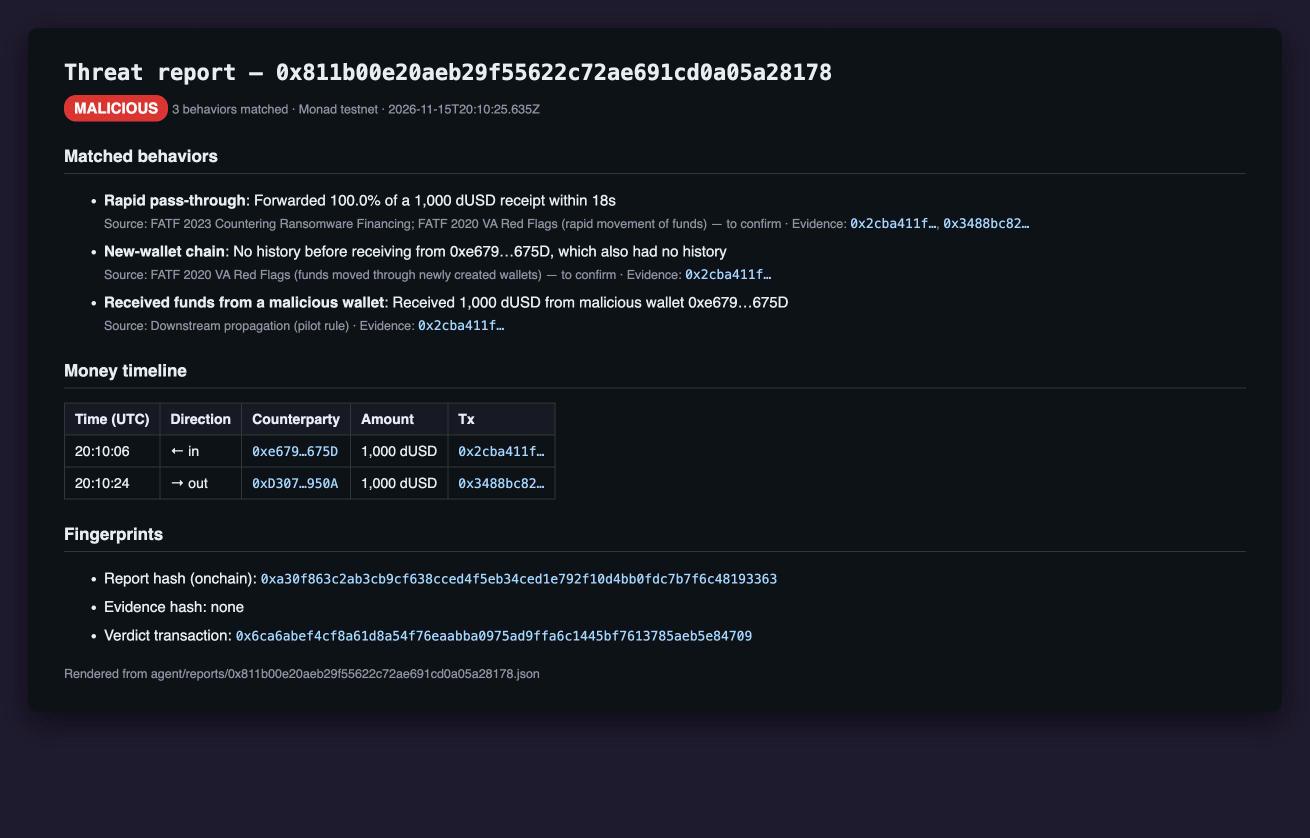 Threat report — 0x811b00e20aeb29f55622c72ae691cd0a05a28178
MALICIOUS 3 behaviors matched · Monad testnet · 2026-11-15T20:10:25.635Z
Matched behaviors
• Rapid pass-through: Forwarded 100.0% of a 1,000 dUSD receipt within 18s
Source: FATF 2023 Countering Ransomware Financing; FATF 2020 VA Red Flags (rapid movement of funds) — to confirm · Evidence: 0x2cba411f…, 0x3488bc82…
• New-wallet chain: No history before receiving from 0xe679…675D, which also had no history
Source: FATF 2020 VA Red Flags (funds moved through newly created wallets) — to confirm · Evidence: 0x2cba411f…
• Received funds from a malicious wallet: Received 1,000 dUSD from malicious wallet 0xe679…675D
Source: Downstream propagation (pilot rule) · Evidence: 0x2cba411f…
Money timeline
Time (UTC) Direction Counterparty Amount Tx
20:10:06 ← in 0xe679…675D 1,000 dUSD 0x2cba411f…
20:10:24 → out 0xD307…950A 1,000 dUSD 0x3488bc82…
Fingerprints
• Report hash (onchain): 0xa30f863c2ab3cb9cf638cced4f5eb34ced1e792f10d4bb0fdc7b7f6c48193363
• Evidence hash: none
• Verdict transaction: 0x6ca6abef4cf8a61d8a54f76eaabba0975ad9ffa6c1445bf7613785aeb5e84709
Rendered from agent/reports/0x811b00e20aeb29f55622c72ae691cd0a05a28178.json